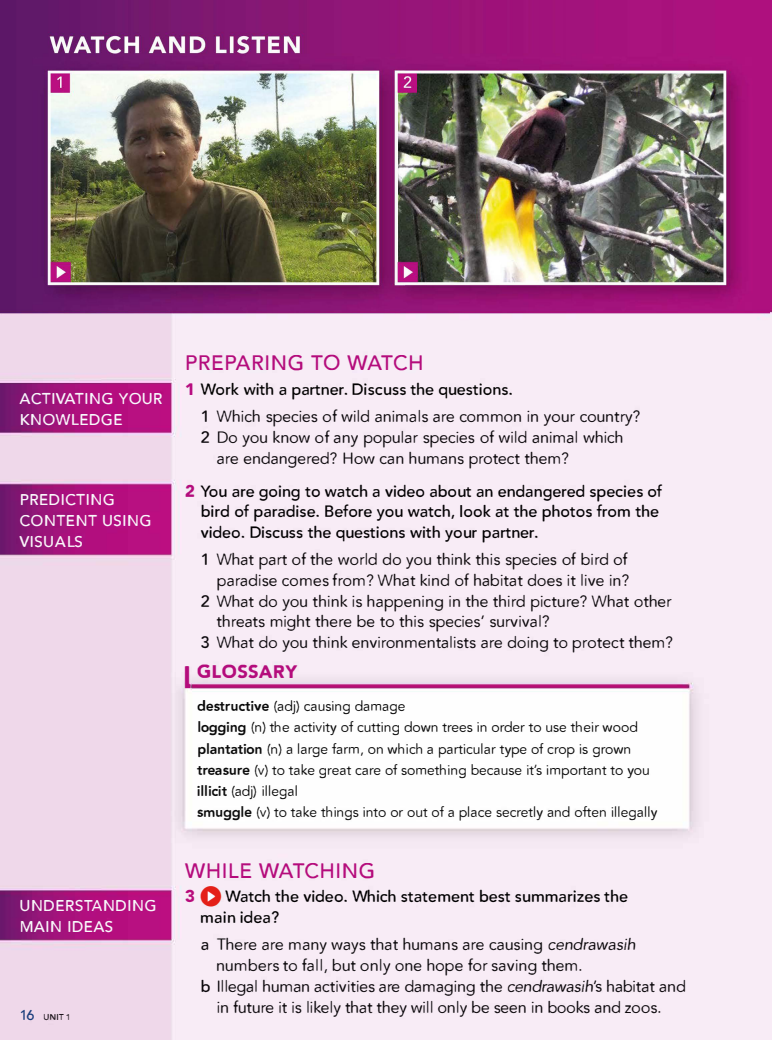 WATCH AND LISTEN
1
2
PREPARING TO WATCH
ACTIVATING YOUR
KNOWLEDGE
1 Work with a partner. Discuss the questions.
1 Which species of wild animals are common in your country?
2 Do you know of any popular species of wild animal which
are endangered? How can humans protect them?
PREDICTING
CONTENT USING
VISUALS
2 You are going to watch a video about an endangered species of
bird of paradise. Before you watch, look at the photos from the
video. Discuss the questions with your partner.
1 What part of the world do you think this species of bird of
paradise comes from? What kind of habitat does it live in?
2 What do you think is happening in the third picture? What other
threats might there be to this species' survival?
3 What do you think environmentalists are doing to protect them?
GLOSSARY
destructive (adj) causing damage
logging (n) the activity of cutting down trees in order to use their wood
plantation (n) a large farm, on which a particular type of crop is grown
treasure (v) to take great care of something because it's important to you
illicit (adj) illegal
smuggle (v) to take things into or out of a place secretly and often illegally
WHILE WATCHING
UNDERSTANDING
MAIN IDEAS
3 Watch the video. Which statement best summarizes the
main idea?
a There are many ways that humans are causing cendrawasih
numbers to fall, but only one hope for saving them.
b Illegal human activities are damaging the cendrawasih's habitat and
in future it is likely that they will only be seen in books and zoos.
16 UNIT 1